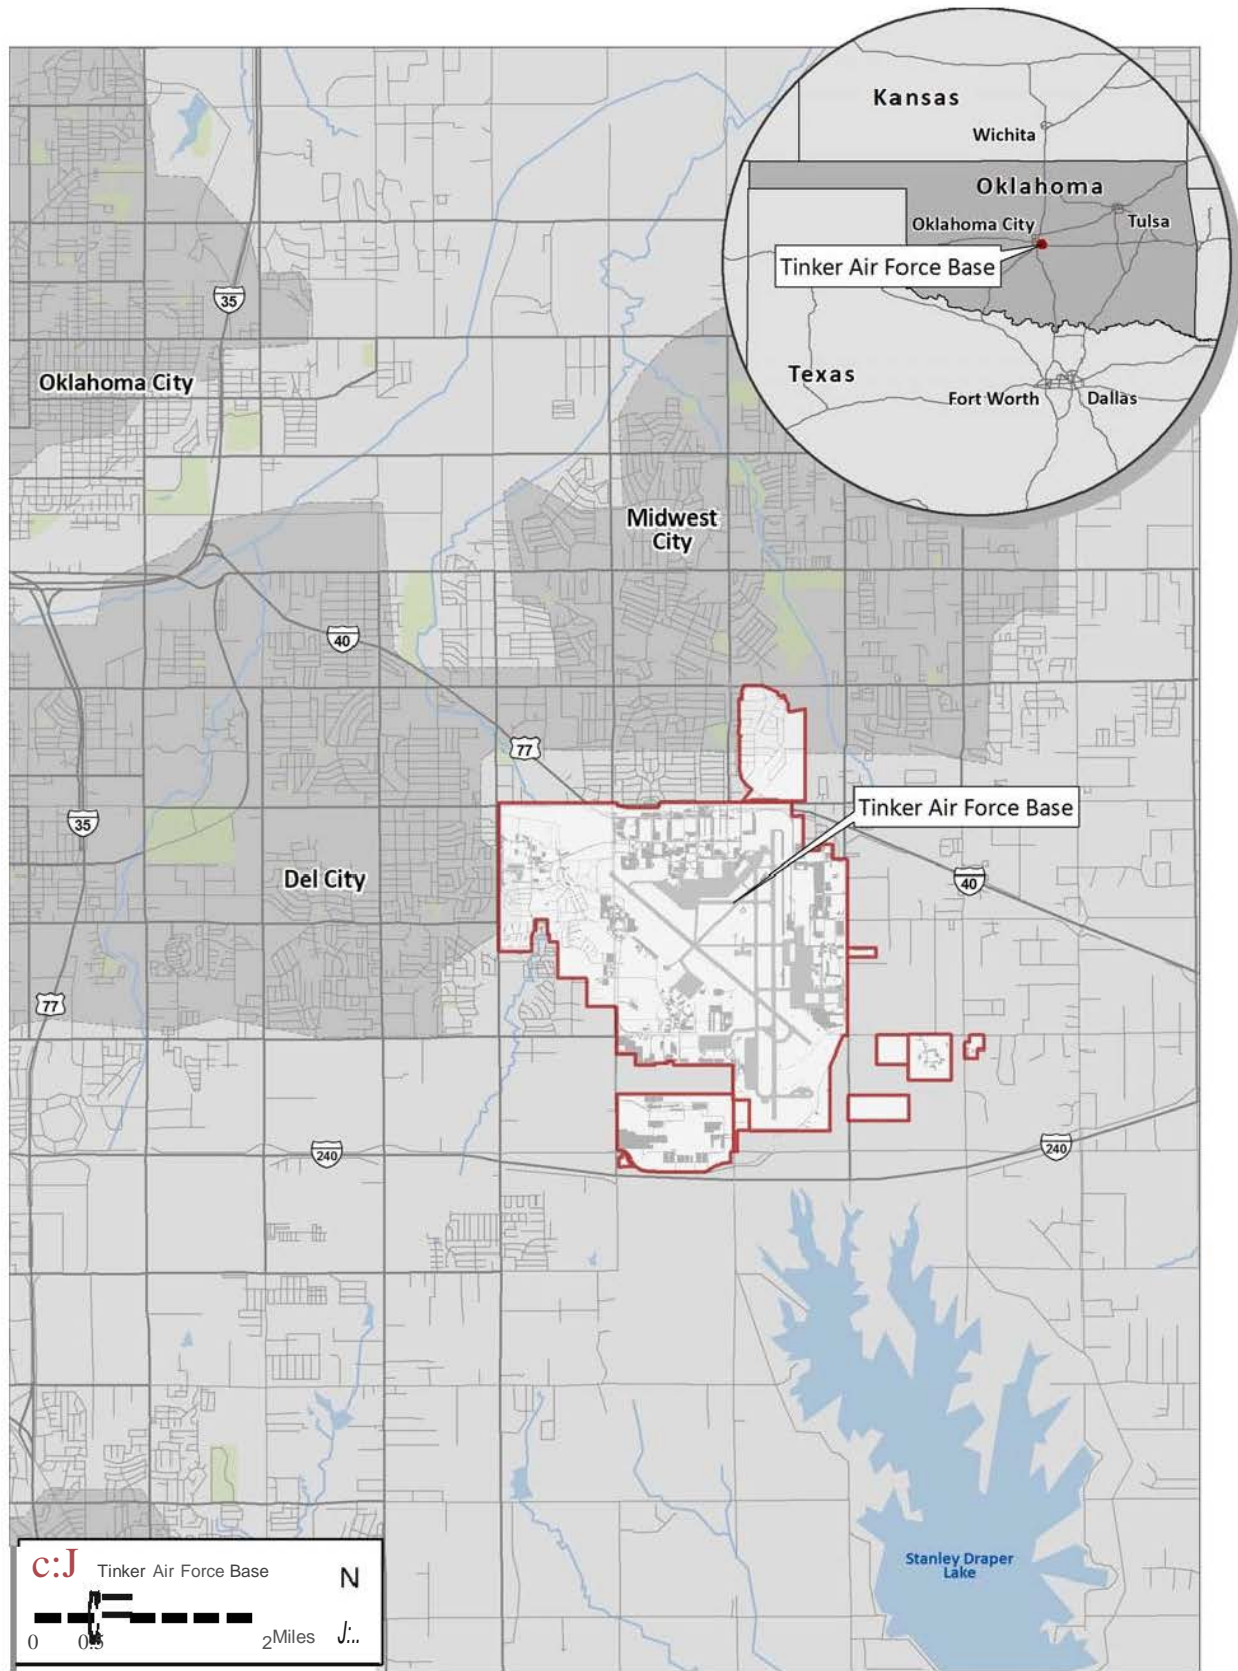 Kansas
Wichita
Oklahoma
Oklahoma City
Tulsa
Tinker Air Force Base
Texas
Fort Worth
Dallas
35
Oklahoma City
Midwest
City
40
77
Tinker Air Force Base
35
Del City
40
77
240
240
Stanley Draper
Lake
c:J Tinker Air Force Base
N
0 0.5 2Miles